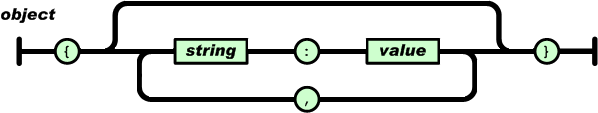 object
{ string : value }
,